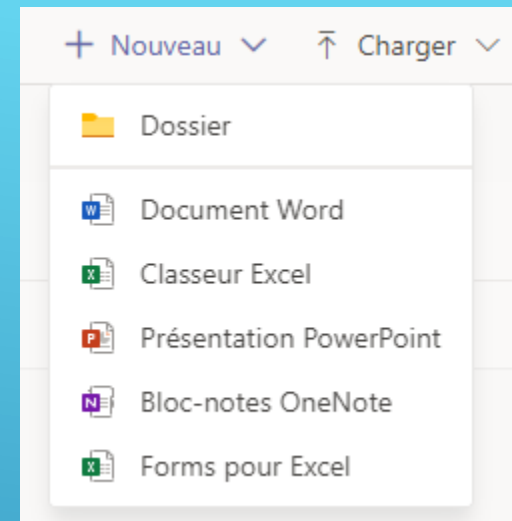 Nouveau Charger
Dossier
Document Word
Classeur Excel
Présentation PowerPoint
Bloc-notes OneNote
Forms pour Excel